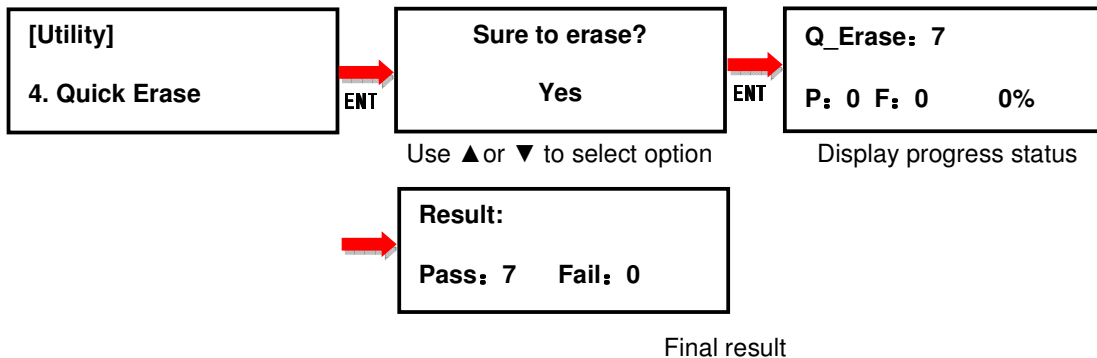 [Utility]
4. Quick Erase
ENT
Sure to erase?
Yes
Use ▲or ▼ to select option
ENT
Q_Erase：7
P：0 F：0 0%
Display progress status
Result:
Pass：7 Fail：0
Final result